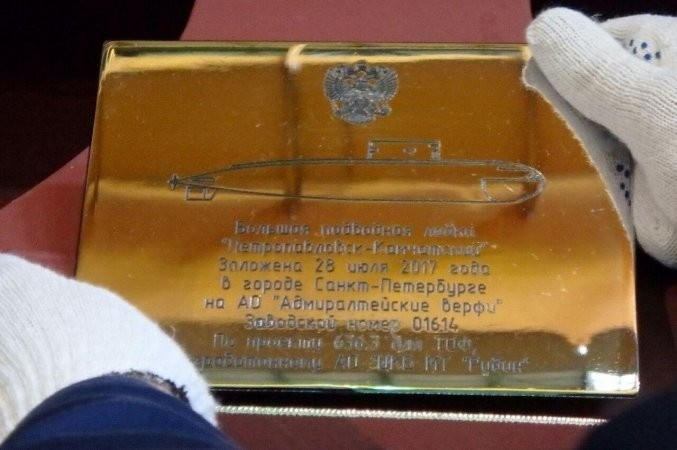 Большая подводная лодка
"Петропавловск-Камчатский"
Заложена 28 июля 2017 года
в городе Санкт-Петербурге
на АО "Адмиралтейские верфи"
Заводской номер 01614
По проекту 636.3 для ТОФ,
АО "ЦКБ МТ "Рубин"